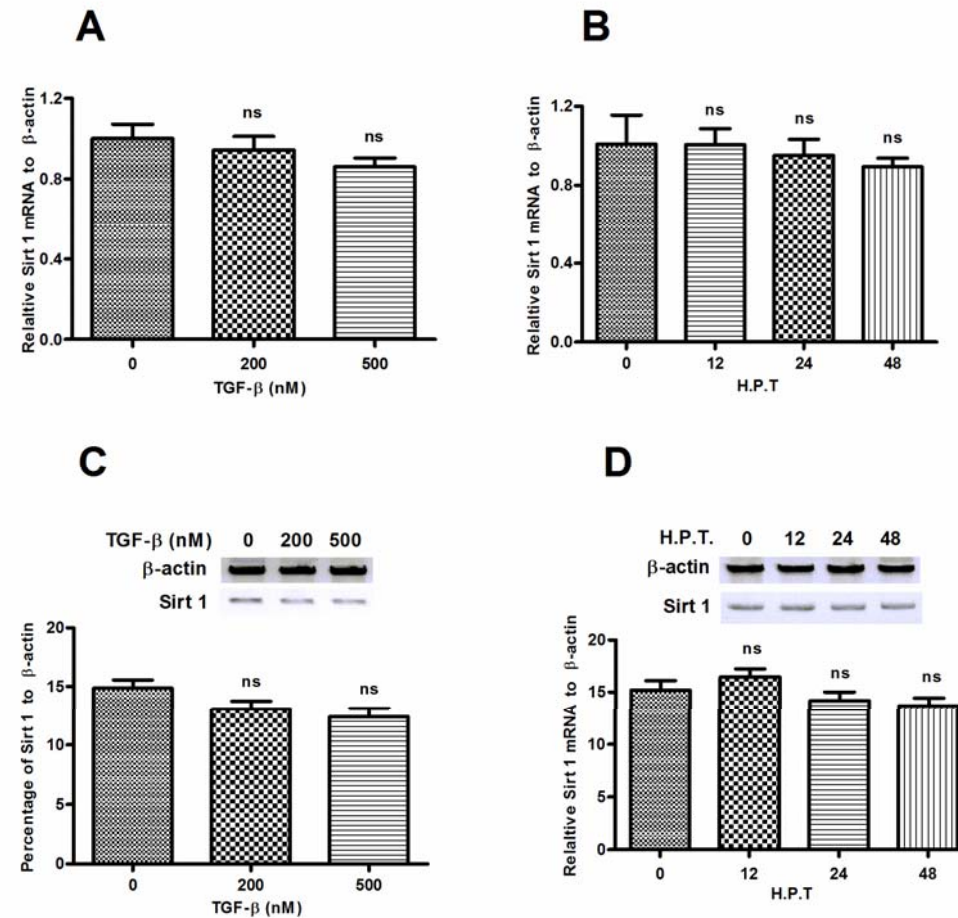 A
Relaltive Sirt 1 mRNA to β-actin
1.2
0.8
0.4
0.0
ns
ns
0
200
500
TGF-β (nM)
B
Relaltive Sirt 1 mRNA to β-actin
1.2
0.8
0.4
0.0
ns
ns
ns
0
12
24
48
H.P.T
C
TGF-β (nM) 0 200 500
β-actin
Sirt 1
Percentage of Sirt 1 to β-actin
20
15
10
5
0
ns
ns
0
200
500
TGF-β (nM)
D
H.P.T. 0 12 24 48
β-actin
Sirt 1
Relaltive Sirt 1 mRNA to β-actin
20
15
10
5
0
ns
ns
ns
0
12
24
48
H.P.T